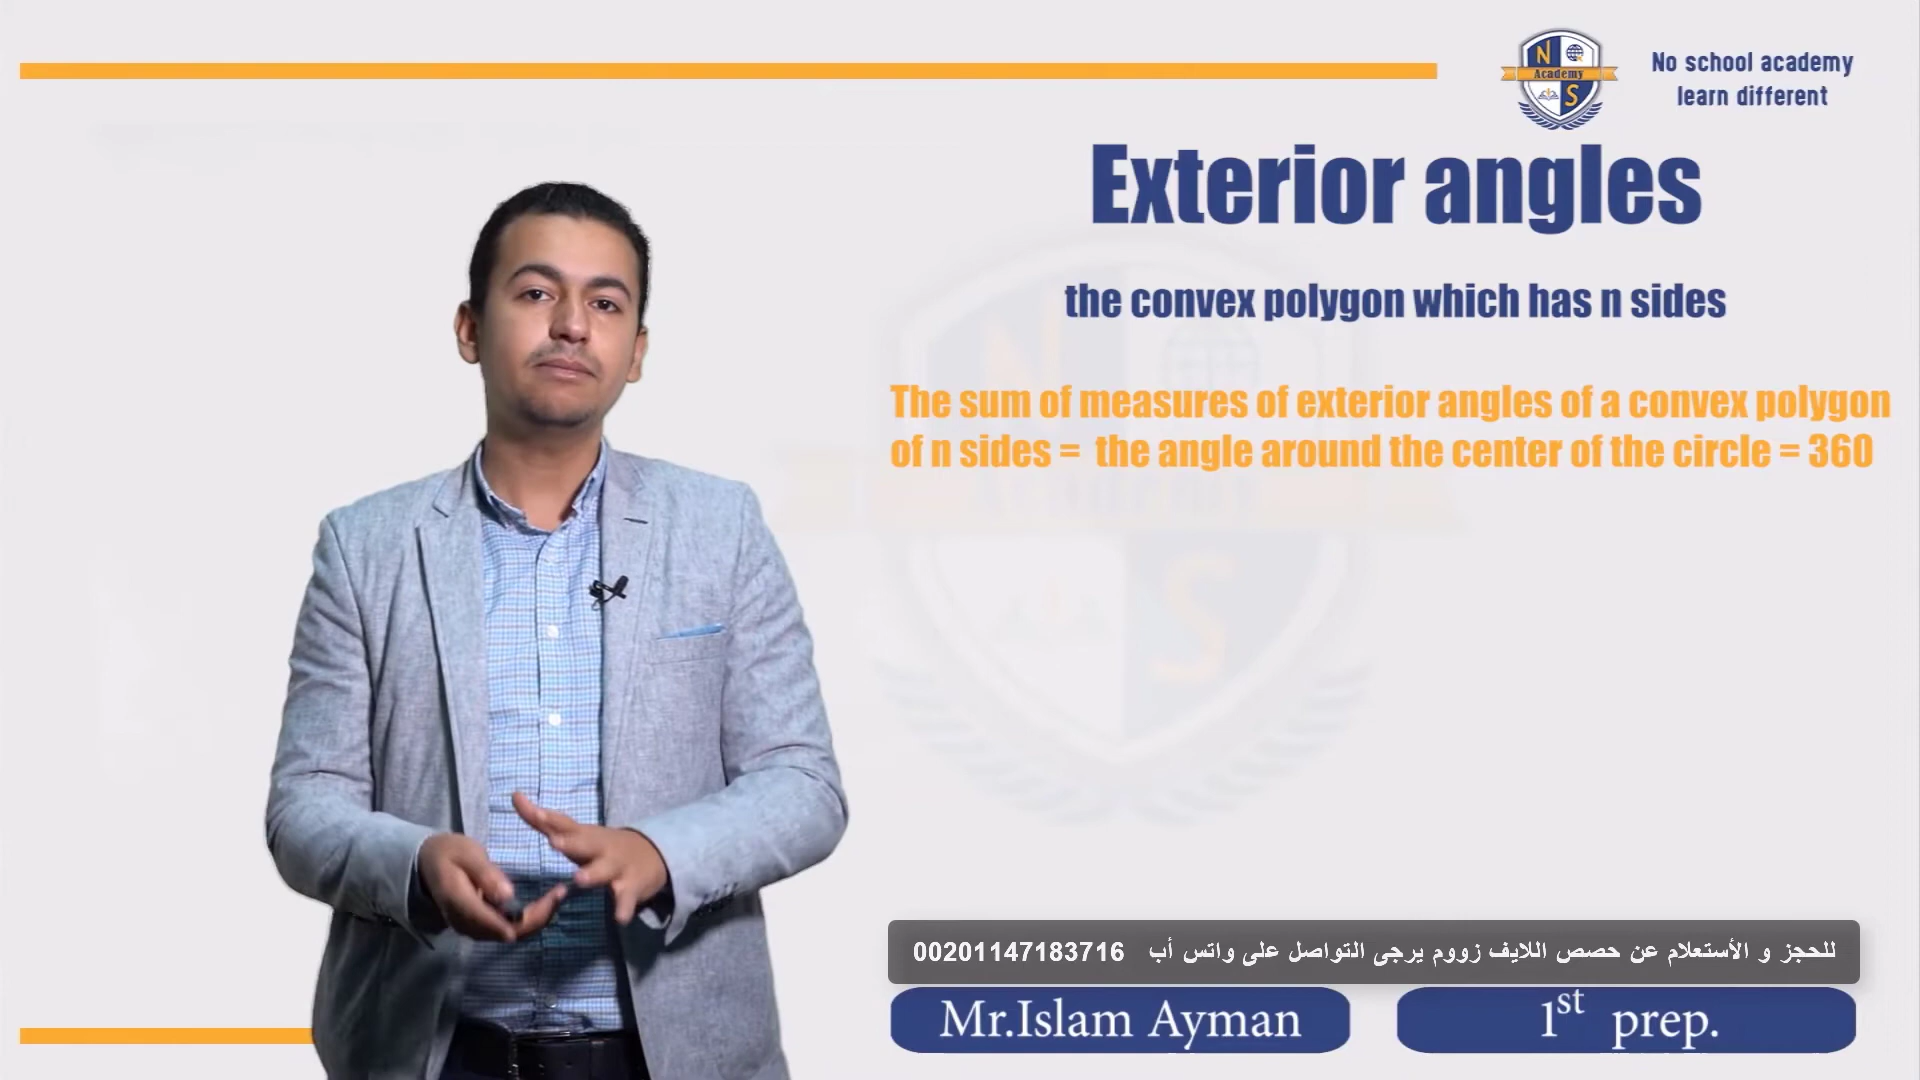 N
Academy
S
No school academy
learn different
Exterior angles
the convex polygon which has n sides
The sum of measures of exterior angles of a convex polygon
of n sides = the angle around the center of the circle = 360
للحجز و الأستعلام عن حصص اللايف زووم يرجى التواصل على واتس أب 00201147183716
Mr.Islam Ayman
1st prep.